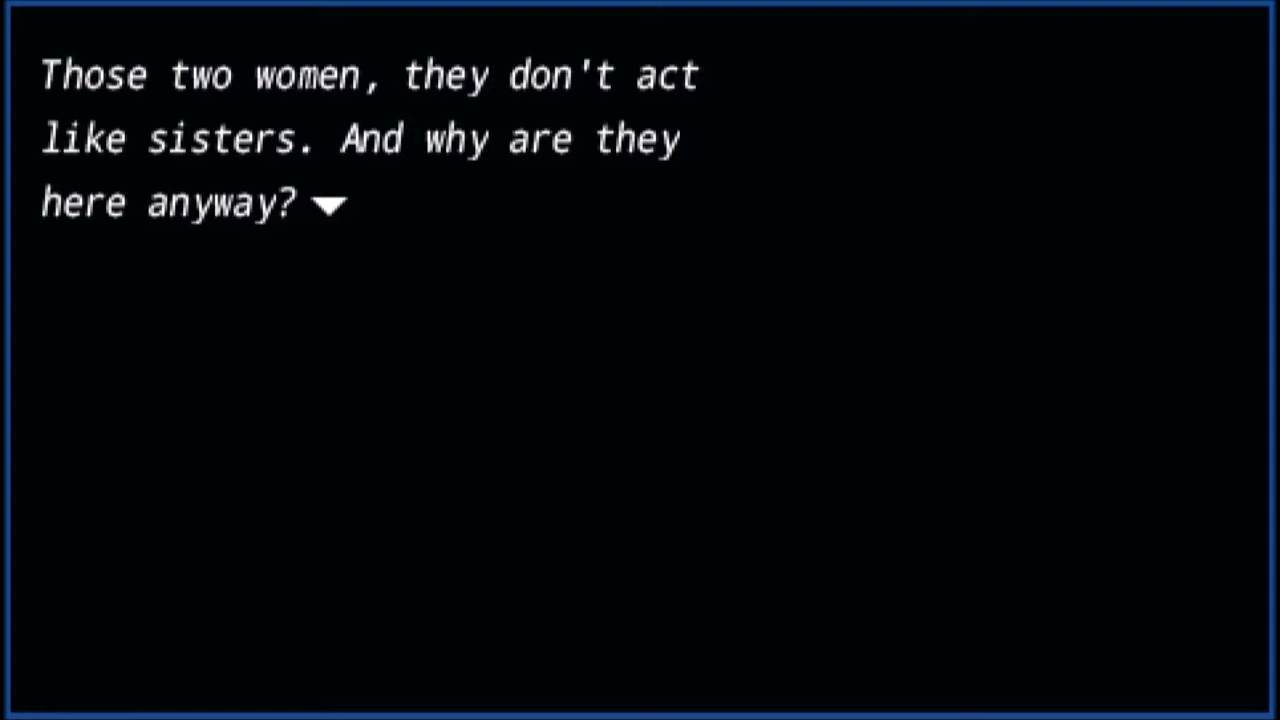 Those two women, they don't act
like sisters. And why are they
here anyway?